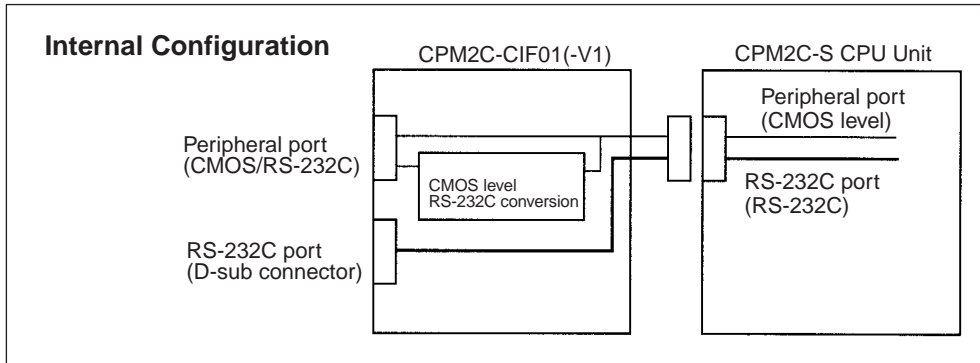 Internal Configuration
CPM2C-CIF01(-V1)
CPM2C-S CPU Unit
Peripheral port
(CMOS/RS-232C)
CMOS level
RS-232C conversion
RS-232C port
(D-sub connector)
Peripheral port
(CMOS level)
RS-232C port
(RS-232C)